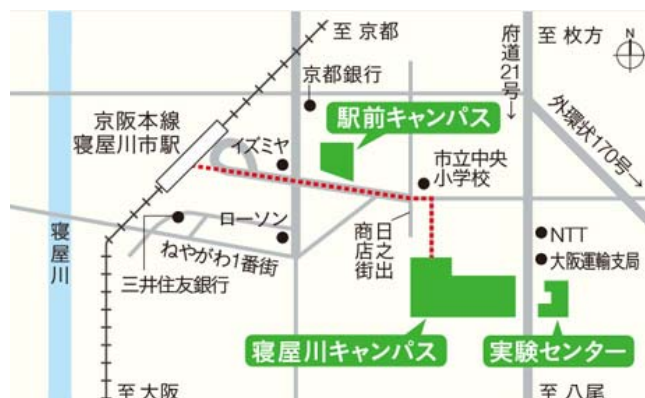 至 京都
府道21号→
至 枚方
N
京都銀行
外環状170号→
駅前キャンパス
京阪本線
寝屋川市駅
イズミヤ
市立中央
小学校
ローソン
日之出
商店街
NTT
大阪運輸支局
寝屋川
ねやがわ1番街
三井住友銀行
寝屋川キャンパス
実験センター
至 大阪
至 八尾